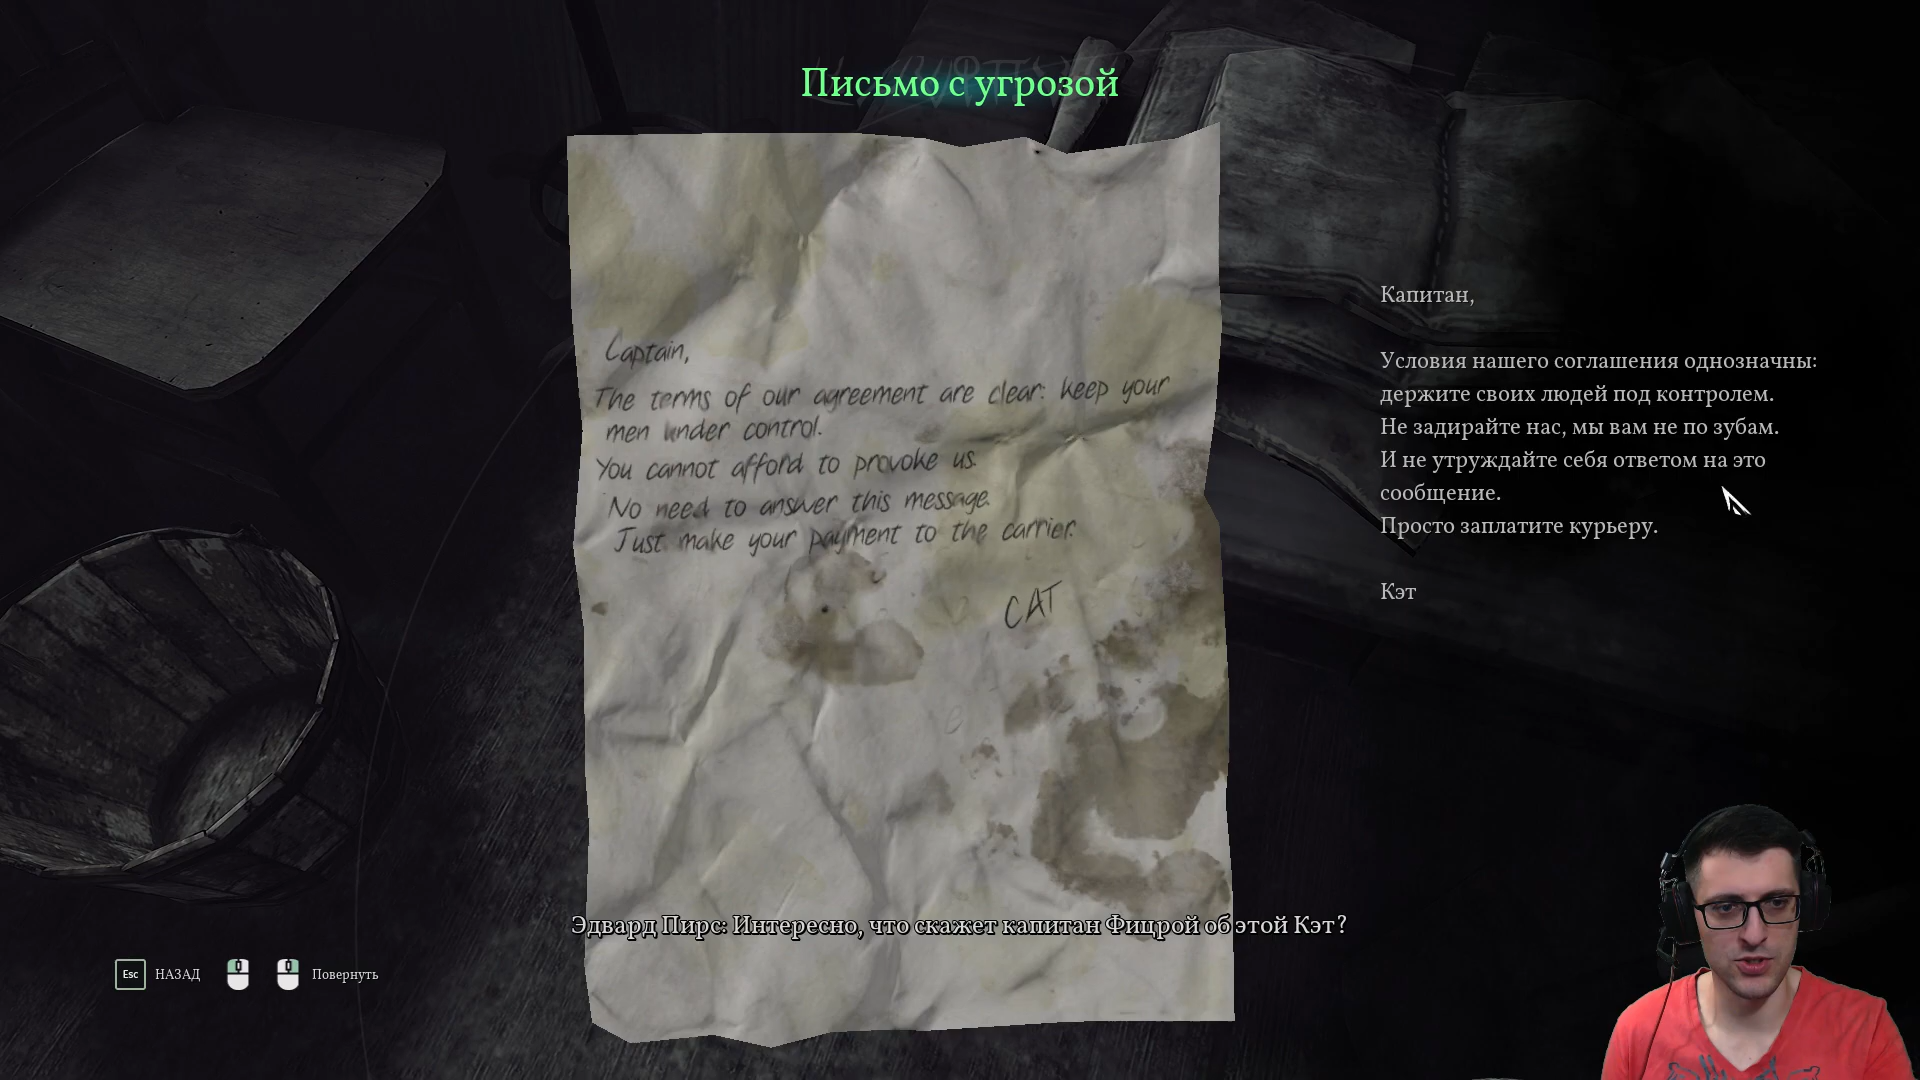 Письмо с угрозой
Captain,
The terms of our agreement are clear: keep your
men under control.
You cannot afford to provoke us.
No need to answer this message.
Just make your payment to the carrier.
CAT
Капитан,
Условия нашего соглашения однозначны:
держите своих людей под контролем.
Не задирайте нас, мы вам не по зубам.
И не утруждайте себя ответом на это
сообщение.
Просто заплатите курьеру.
Кэт
Эдвард Пирс: Интересно, что скажет капитан Фицрой об этой Кэт?
Esc НАЗАД Повернуть